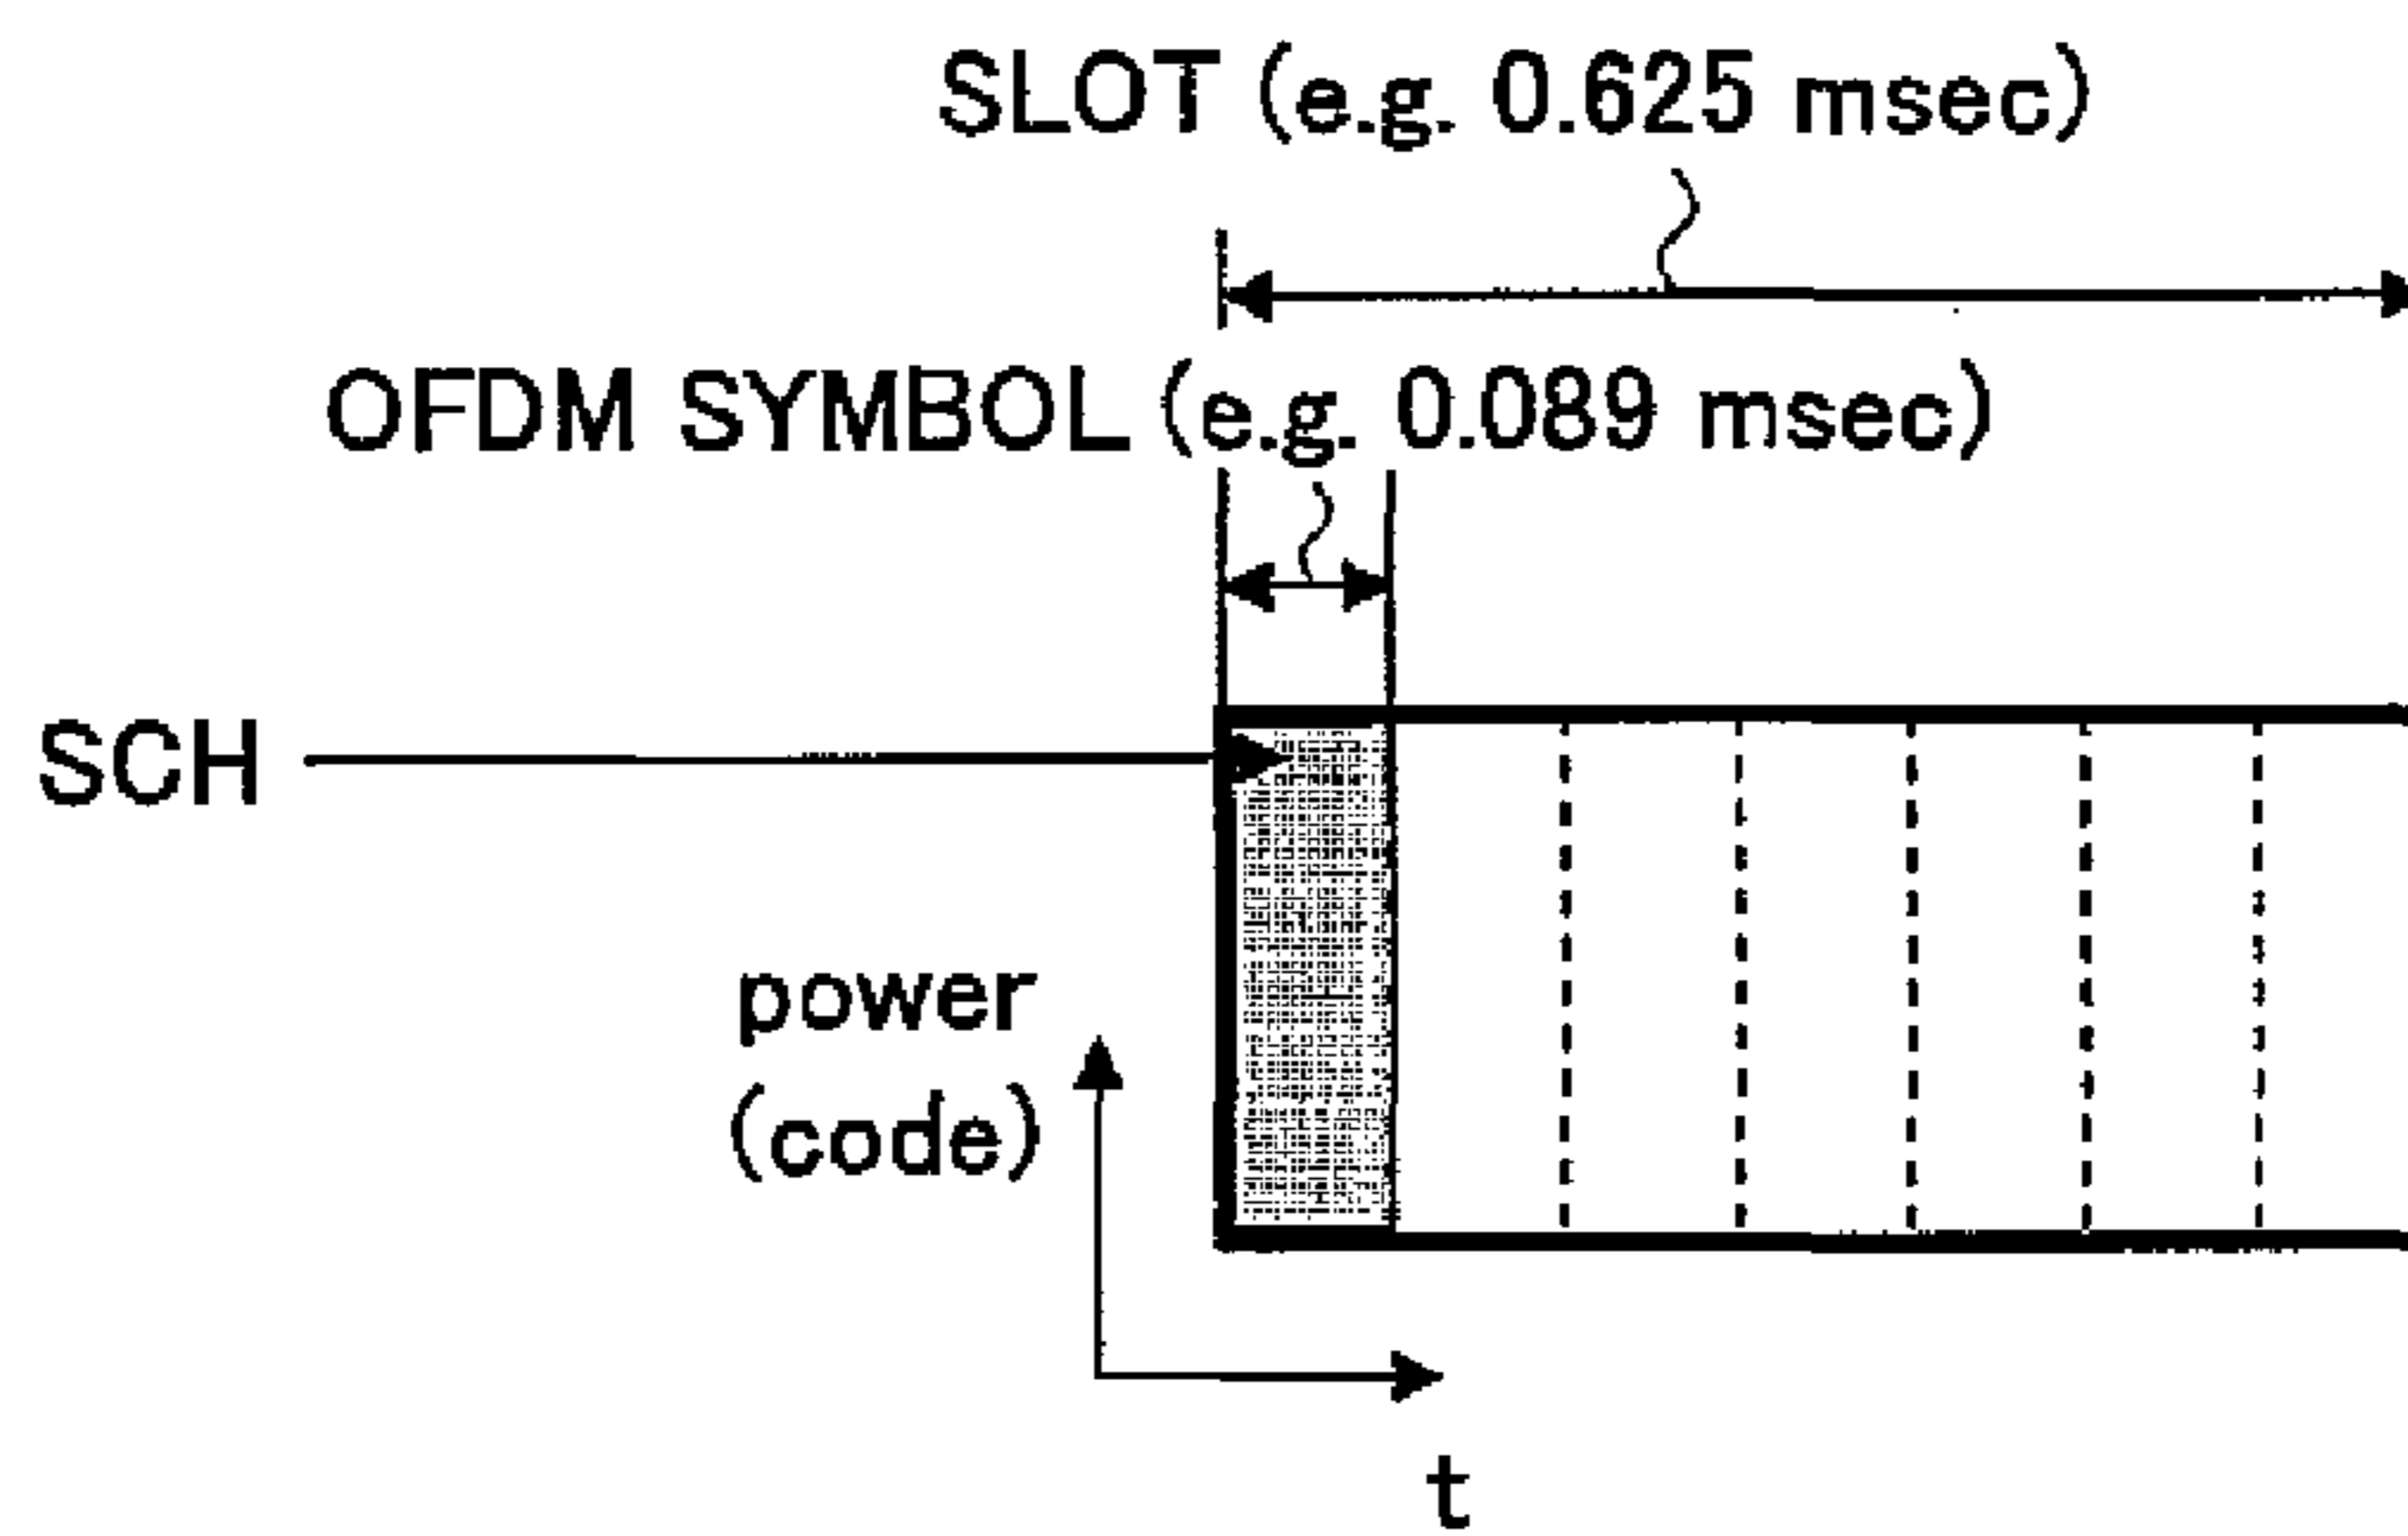 SLOT (e.g. 0.625 msec)
OFDM SYMBOL (e.g. 0.089 msec)
SCH
power
(code)
t